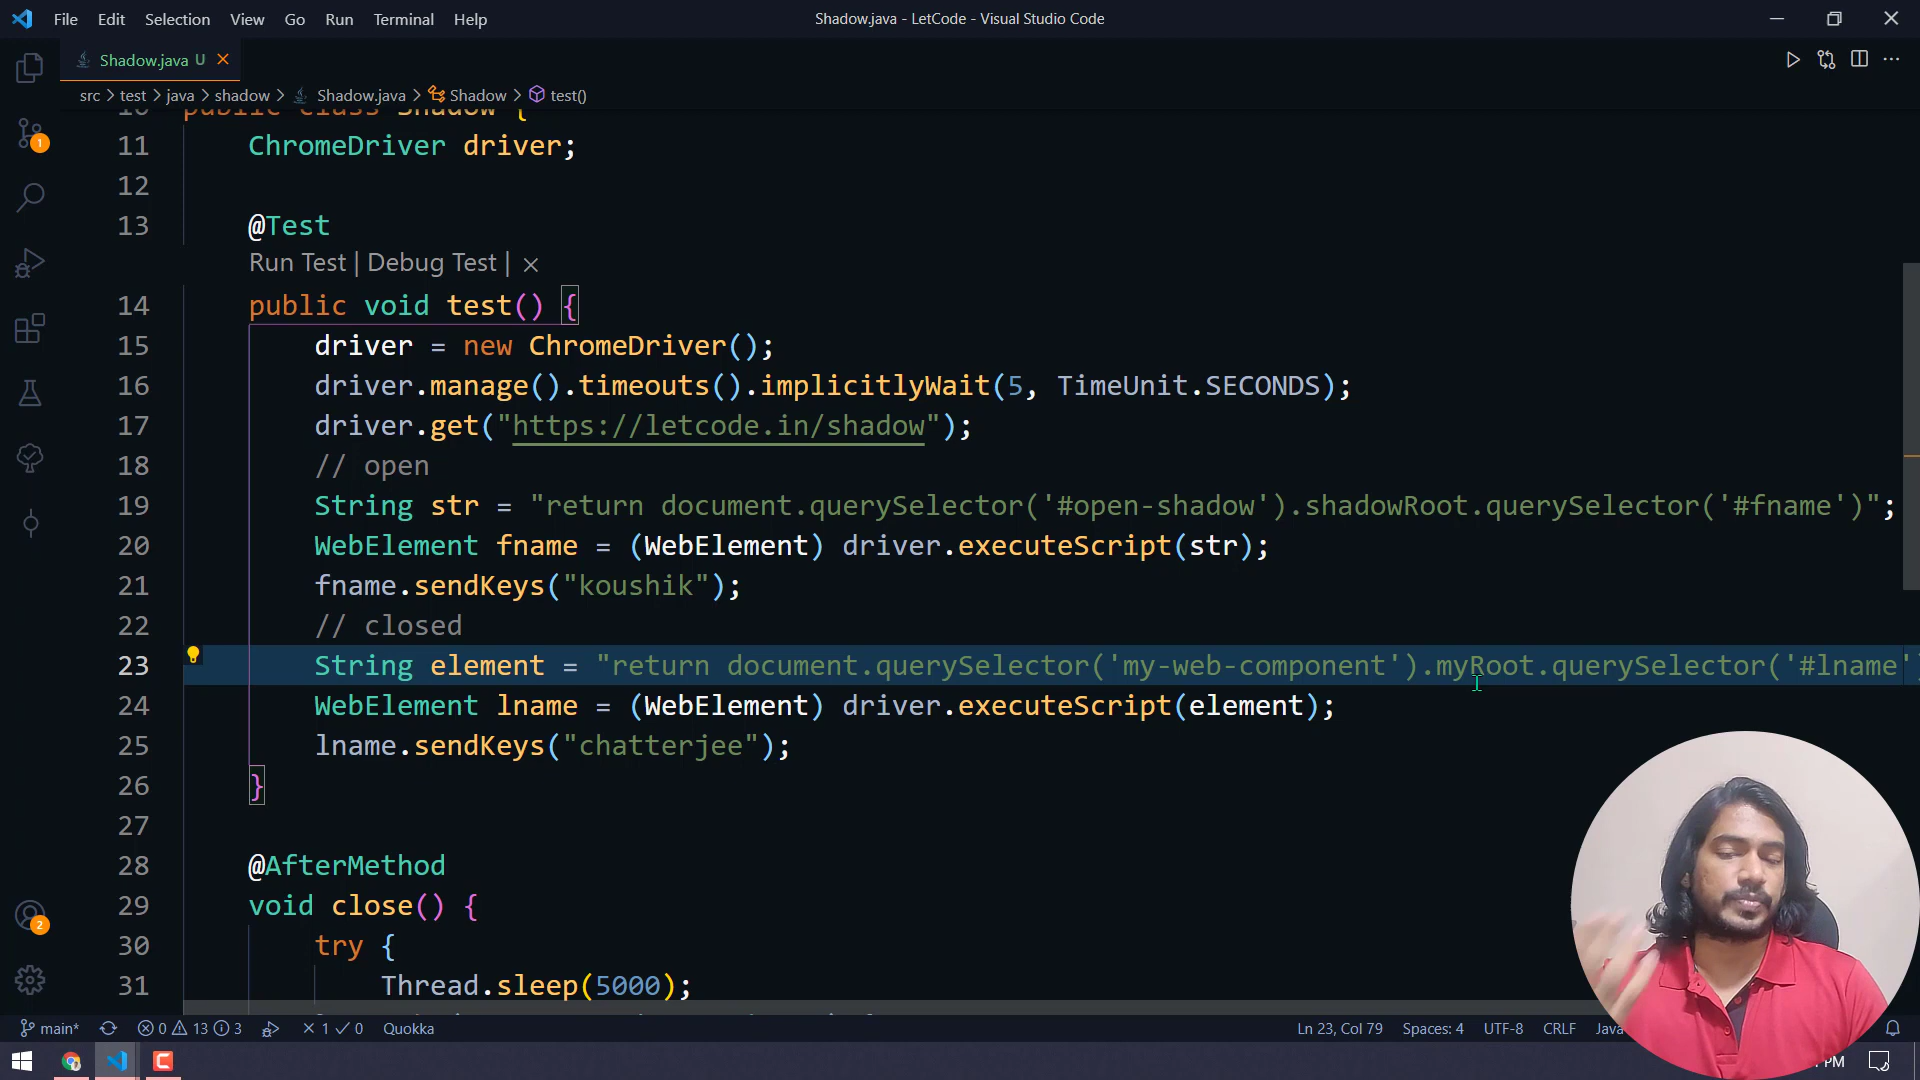 File Edit Selection View Go Run Terminal Help Shadow.java - LetCode - Visual Studio Code
Shadow.java U
src > test > java > shadow > Shadow.java > Shadow > test()
10 public class Shadow {
11 ChromeDriver driver;
12
13 @Test
Run Test | Debug Test |
14 public void test() {
15 driver = new ChromeDriver();
16 driver.manage().timeouts().implicitlyWait(5, TimeUnit.SECONDS);
17 driver.get("https://letcode.in/shadow");
18 // open
19 String str = "return document.querySelector('#open-shadow').shadowRoot.querySelector('#fname')";
20 WebElement fname = (WebElement) driver.executeScript(str);
21 fname.sendKeys("koushik");
22 // closed
23 String element = "return document.querySelector('my-web-component').myRoot.querySelector('#lname')
24 WebElement lname = (WebElement) driver.executeScript(element);
25 lname.sendKeys("chatterjee");
26 }
27
28 @AfterMethod
29 void close() {
30 try {
31 Thread.sleep(5000);
main* 0 13 3 1 0 Quokka Ln 23, Col 79 Spaces: 4 UTF-8 CRLF Java
1
2
PM